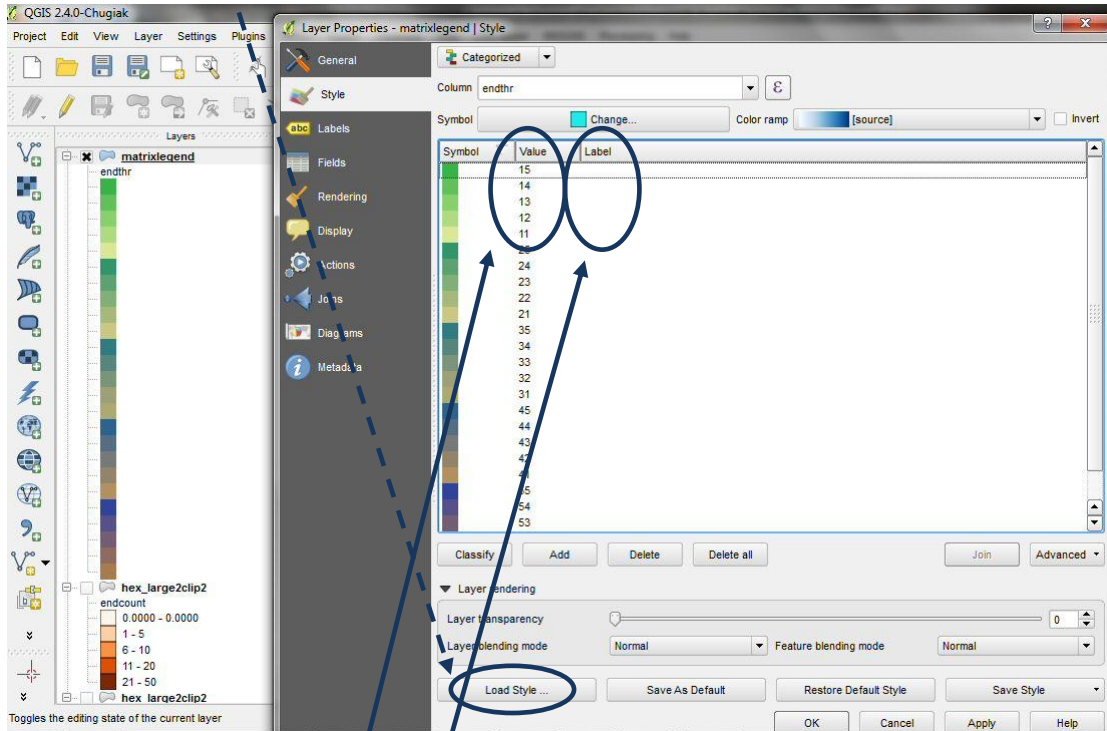 QGIS 2.4.0-Chugiak
Project Edit View Layer Settings Plugins
Layers
matrixlegend
endthr
hex_large2clip2
endcount
0.0000 - 0.0000
1 - 5
6 - 10
11 - 20
21 - 50
hex_large2clip2
Toggles the editing state of the current layer
Layer Properties - matrixlegend | Style
General
Style
abc Labels
Fields
Rendering
Display
Actions
Joins
Diagrams
Metadata
Categorized
Column endthr ε
Symbol Change... Color ramp [source] Invert
Symbol Value Label
15
14
13
12
11
25
24
23
22
21
35
34
33
32
31
45
44
43
42
41
55
54
53
Classify Add Delete Delete all Join Advanced
Layer rendering
Layer transparency 0
Layer blending mode Normal Feature blending mode Normal
Load Style ... Save As Default Restore Default Style Save Style
OK Cancel Apply Help